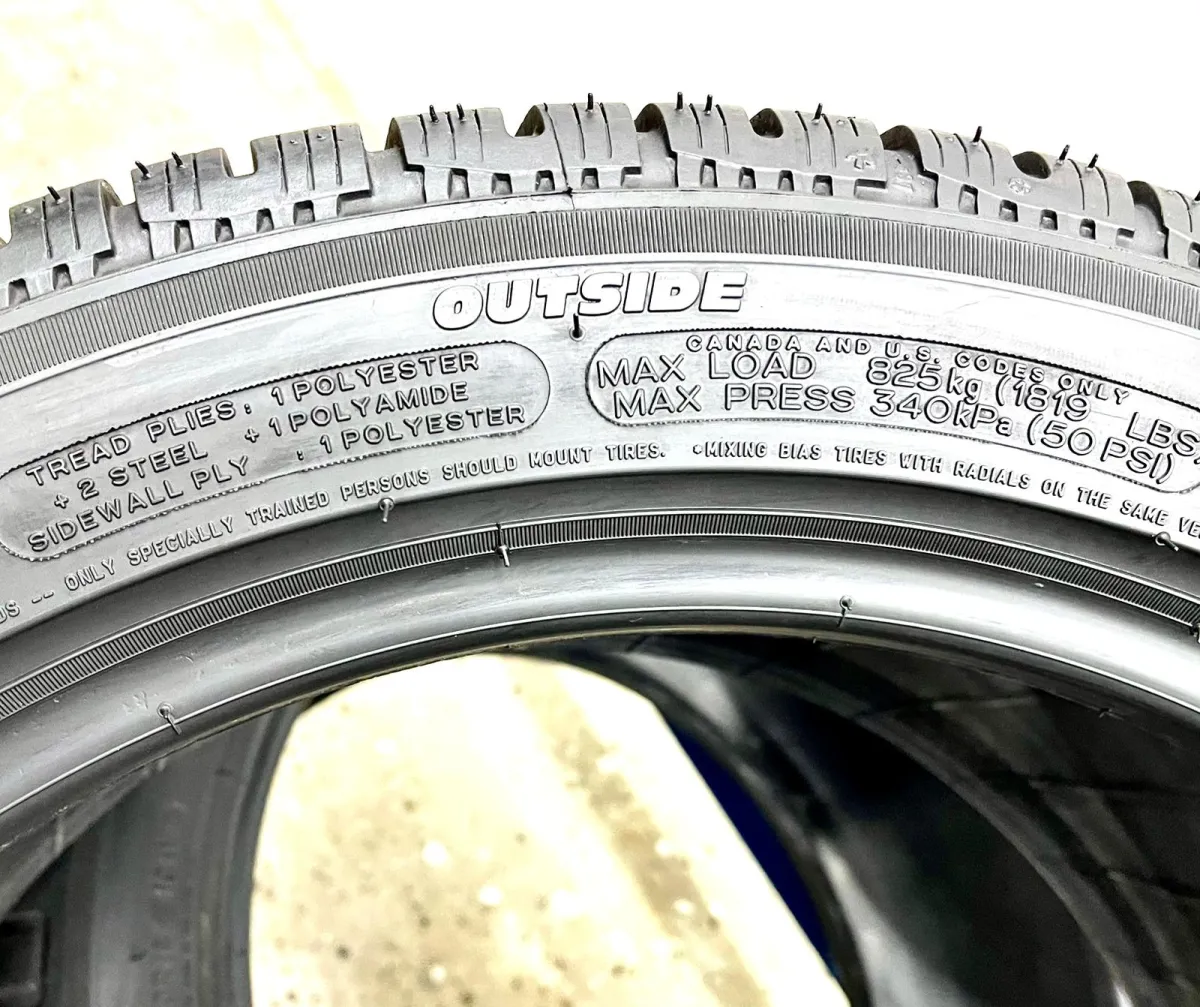 OUTSIDE
TREAD PLIES: 1 POLYESTER
+ 2 STEEL + 1 POLYAMIDE
SIDEWALL PLY : 1 POLYESTER
CANADA AND U.S. CODES ONLY
MAX LOAD 825kg (1819 LBS
MAX PRESS 340kPa (50 PSI)
-- ONLY SPECIALLY TRAINED PERSONS SHOULD MOUNT TIRES. •MIXING BIAS TIRES WITH RADIALS ON THE SAME